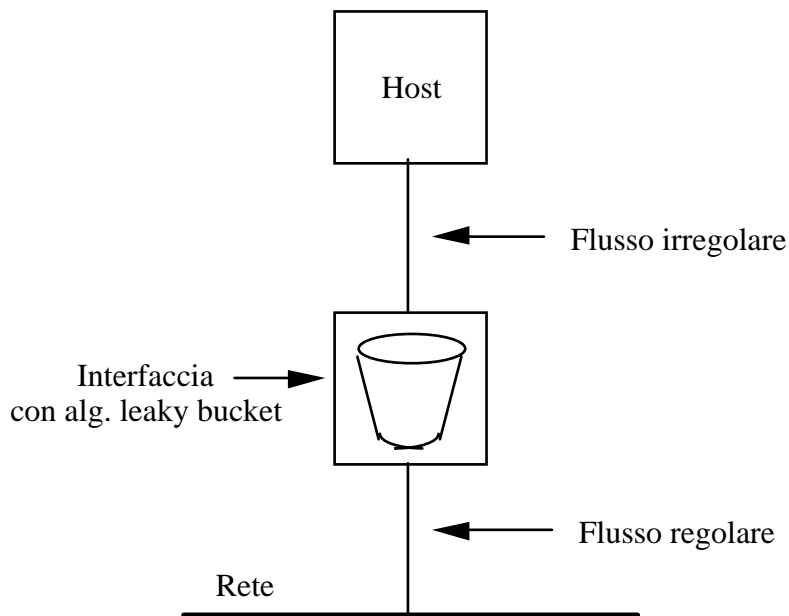 Host
Flusso irregolare
Interfaccia
con alg. leaky bucket
Flusso regolare
Rete